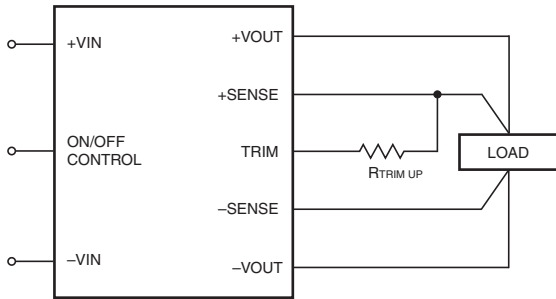 +VIN
+VOUT
+SENSE
ON/OFF
CONTROL
TRIM
RTRIM UP
LOAD
–SENSE
–VIN
–VOUT